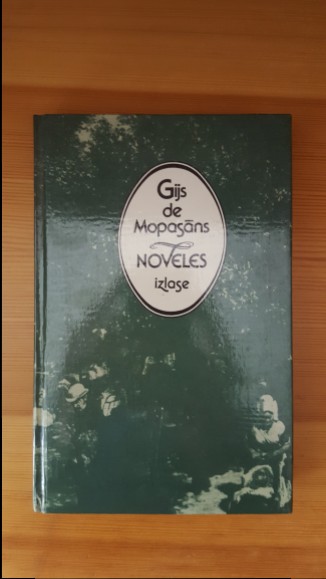 Gijs
de
Mopasāns
NOVELES
izlase